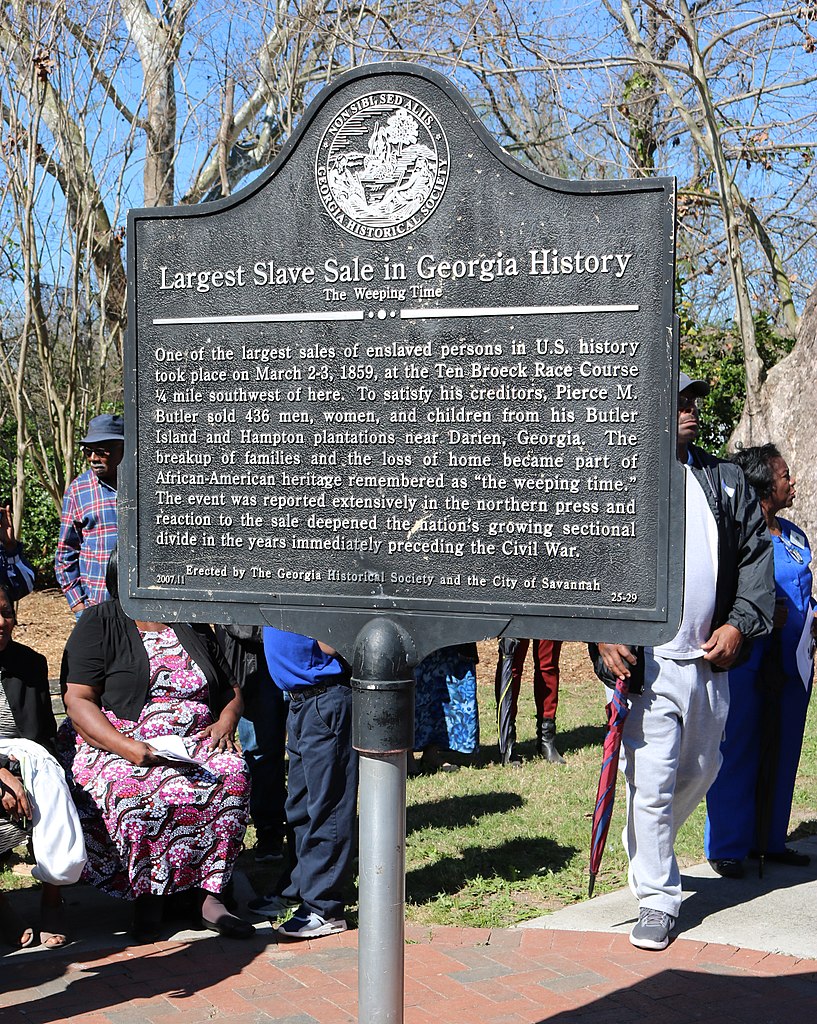 NON SIBI, SED ALIIS
GEORGIA HISTORICAL SOCIETY
Largest Slave Sale in Georgia History
The Weeping Time
One of the largest sales of enslaved persons in U.S. history
took place on March 2-3, 1859, at the Ten Broeck Race Course
¼ mile southwest of here. To satisfy his creditors, Pierce M.
Butler sold 436 men, women, and children from his Butler
Island and Hampton plantations near Darien, Georgia. The
breakup of families and the loss of home became part of
African-American heritage remembered as "the weeping time."
The event was reported extensively in the northern press and
reaction to the sale deepened the nation's growing sectional
divide in the years immediately preceding the Civil War.
Erected by The Georgia Historical Society and the City of Savannah
2007.11
25-29